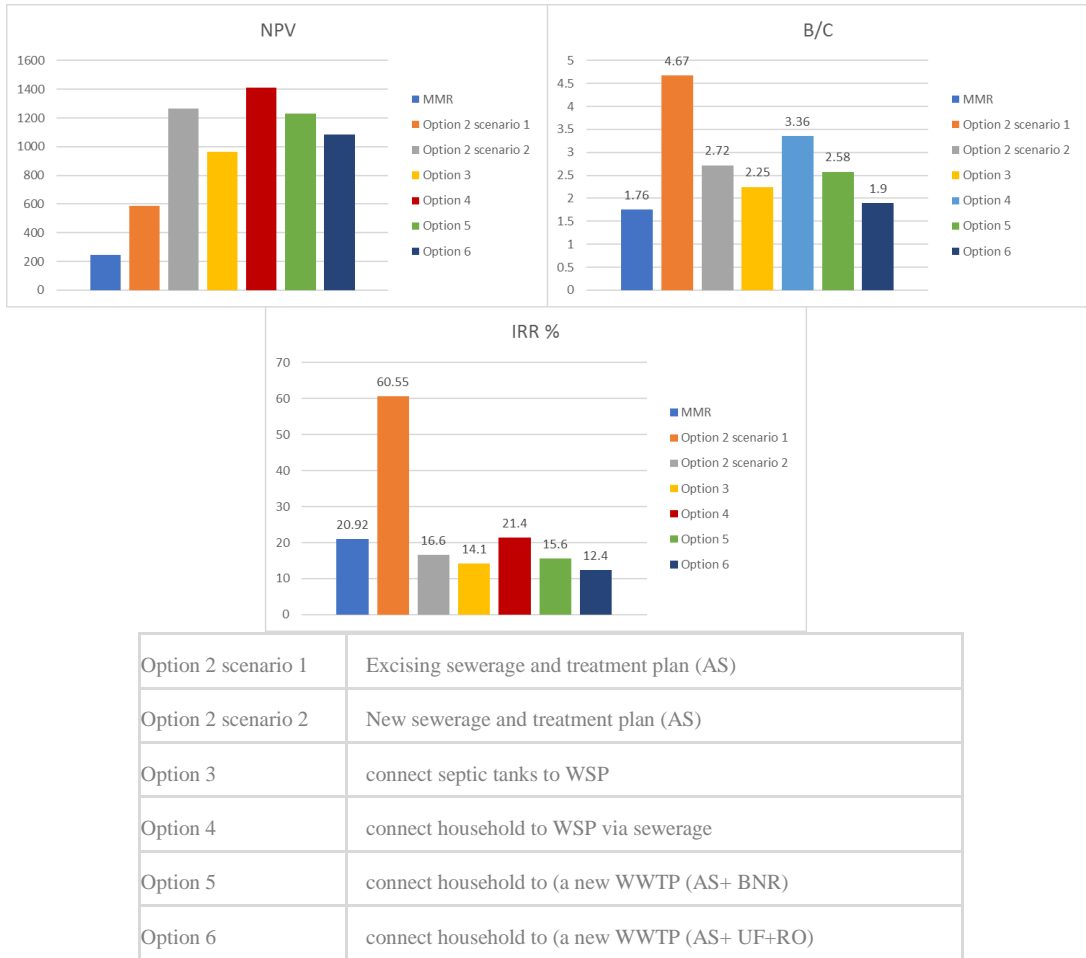 NPV
1600
1400
1200
1000
800
600
400
200
0
MMR
Option 2 scenario 1
Option 2 scenario 2
Option 3
Option 4
Option 5
Option 6
B/C
5
4.5
4
3.5
3
2.5
2
1.5
1
0.5
0
1.76
4.67
2.72
2.25
3.36
2.58
1.9
MMR
Option 2 scenario 1
Option 2 scenario 2
Option 3
Option 4
Option 5
Option 6
IRR %
70
60
50
40
30
20
10
0
20.92
60.55
16.6
14.1
21.4
15.6
12.4
MMR
Option 2 scenario 1
Option 2 scenario 2
Option 3
Option 4
Option 5
Option 6
Option 2 scenario 1 Excising sewerage and treatment plan (AS)
Option 2 scenario 2 New sewerage and treatment plan (AS)
Option 3 connect septic tanks to WSP
Option 4 connect household to WSP via sewerage
Option 5 connect household to (a new WWTP (AS+ BNR)
Option 6 connect household to (a new WWTP (AS+ UF+RO)